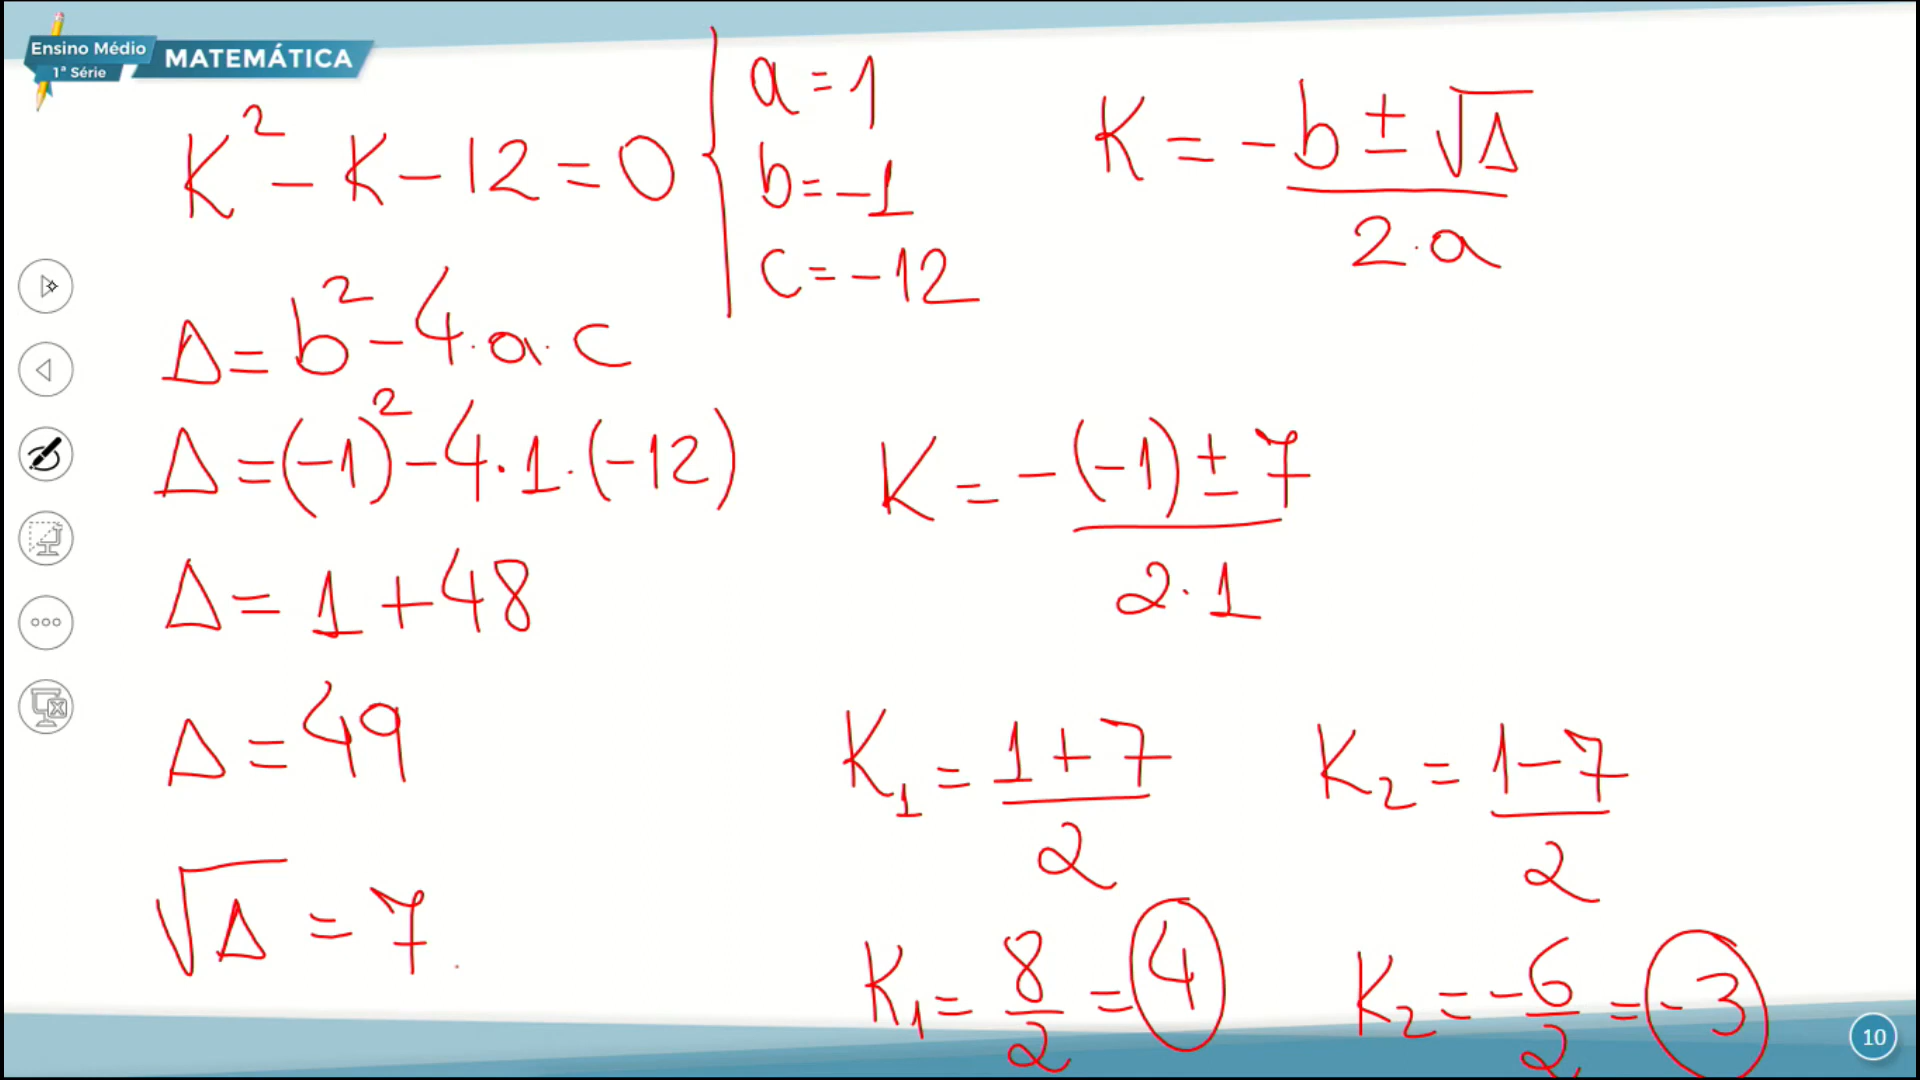 Ensino Médio
1ª Série
MATEMÁTICA
K² - K - 12 = 0
a = 1
b = -1
c = -12
Δ = b² - 4 · a · c
Δ = (-1)² - 4 · 1 · (-12)
Δ = 1 + 48
Δ = 49
√Δ = 7
K = -b ± √Δ
2 · a
K = -(-1) ± 7
2 · 1
K₁ = 1 + 7
2
K₂ = 1 - 7
2
K₁ = 8/2 = 4
K₂ = -6/2 = -3
10